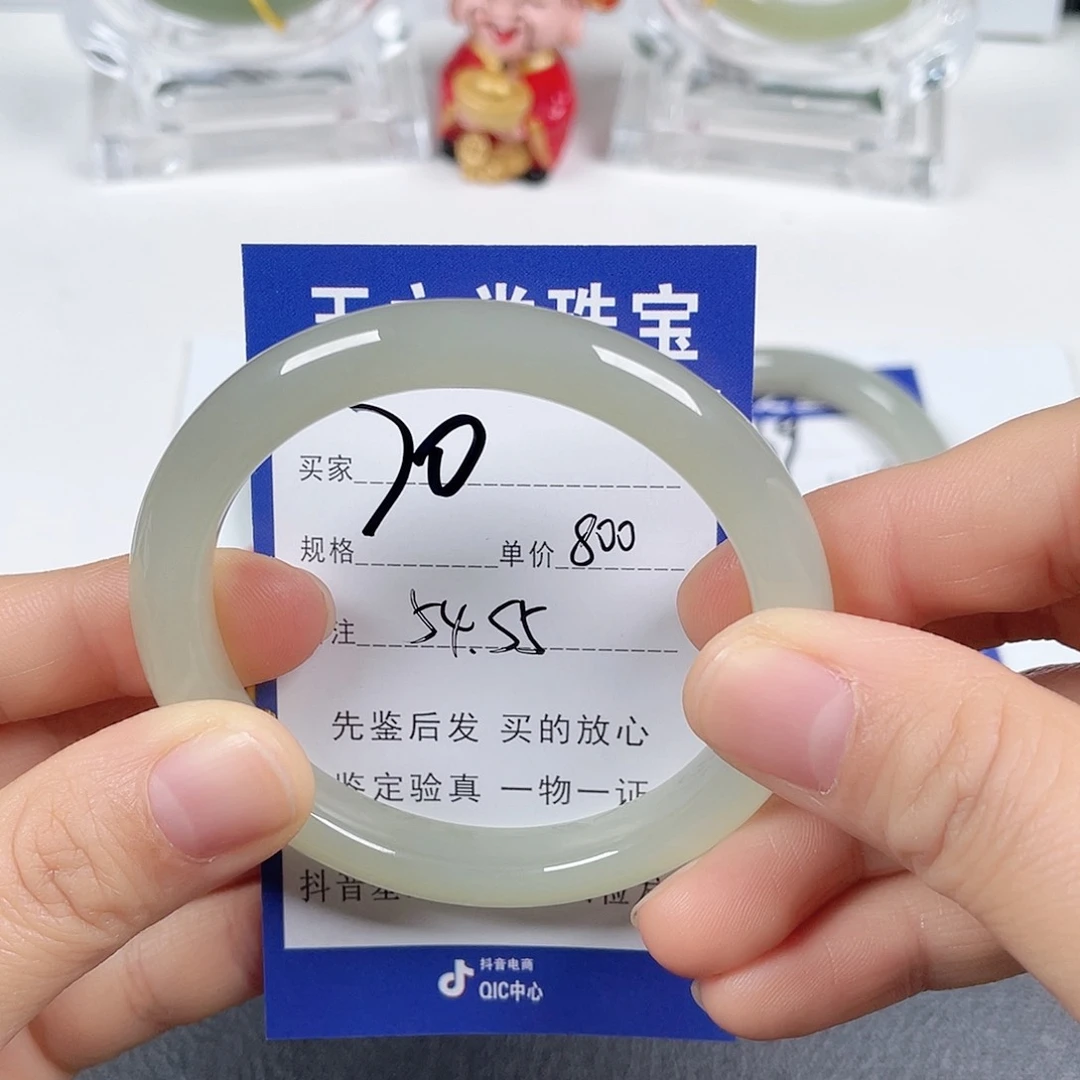 珠宝
买家 70
规格 单价 800
注 54.55
先鉴后发 买的放心
鉴定验真 一物一证
抖音
抖音电商
QIC中心